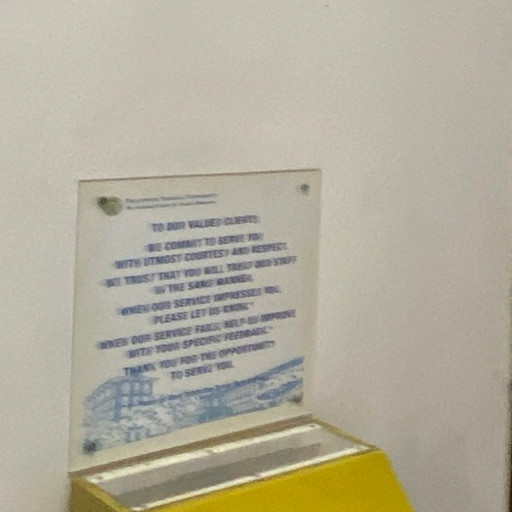 TO OUR VALUED CLIENTS:
WE COMMIT TO SERVE YOU
WITH UTMOST COURTESY AND RESPECT.
WE TRUST THAT YOU WILL TREAT OUR STAFF
IN THE SAME MANNER.
"WHEN OUR SERVICE IMPRESSES YOU,
PLEASE LET US KNOW."
"WHEN OUR SERVICE FAILS, HELP US IMPROVE
WITH YOUR SPECIFIC FEEDBACK."
THANK YOU FOR THE OPPORTUNITY
TO SERVE YOU.